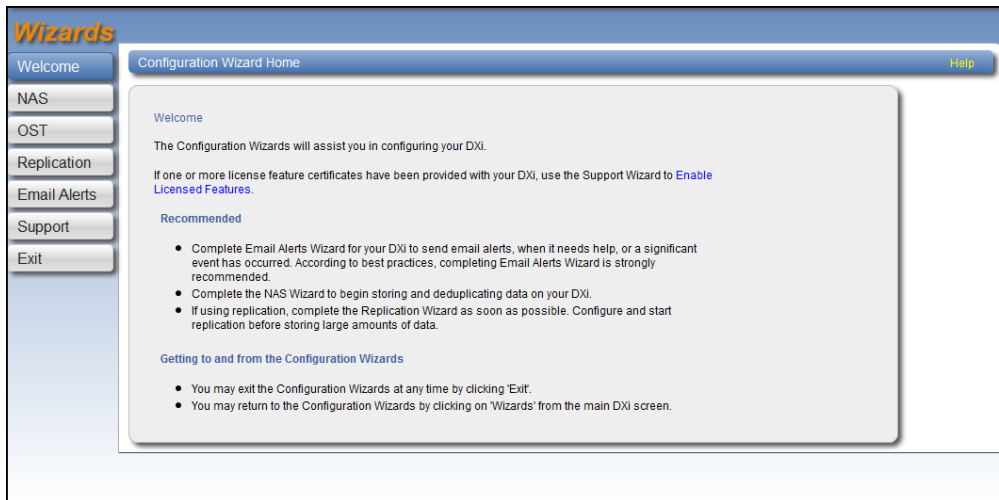 Wizards
Welcome
NAS
OST
Replication
Email Alerts
Support
Exit
Configuration Wizard Home
Help
Welcome
The Configuration Wizards will assist you in configuring your DXi.
If one or more license feature certificates have been provided with your DXi, use the Support Wizard to Enable
Licensed Features.
Recommended
• Complete Email Alerts Wizard for your DXi to send email alerts, when it needs help, or a significant
event has occurred. According to best practices, completing Email Alerts Wizard is strongly
recommended.
• Complete the NAS Wizard to begin storing and deduplicating data on your DXi.
• If using replication, complete the Replication Wizard as soon as possible. Configure and start
replication before storing large amounts of data.
Getting to and from the Configuration Wizards
• You may exit the Configuration Wizards at any time by clicking 'Exit'.
• You may return to the Configuration Wizards by clicking on 'Wizards' from the main DXi screen.